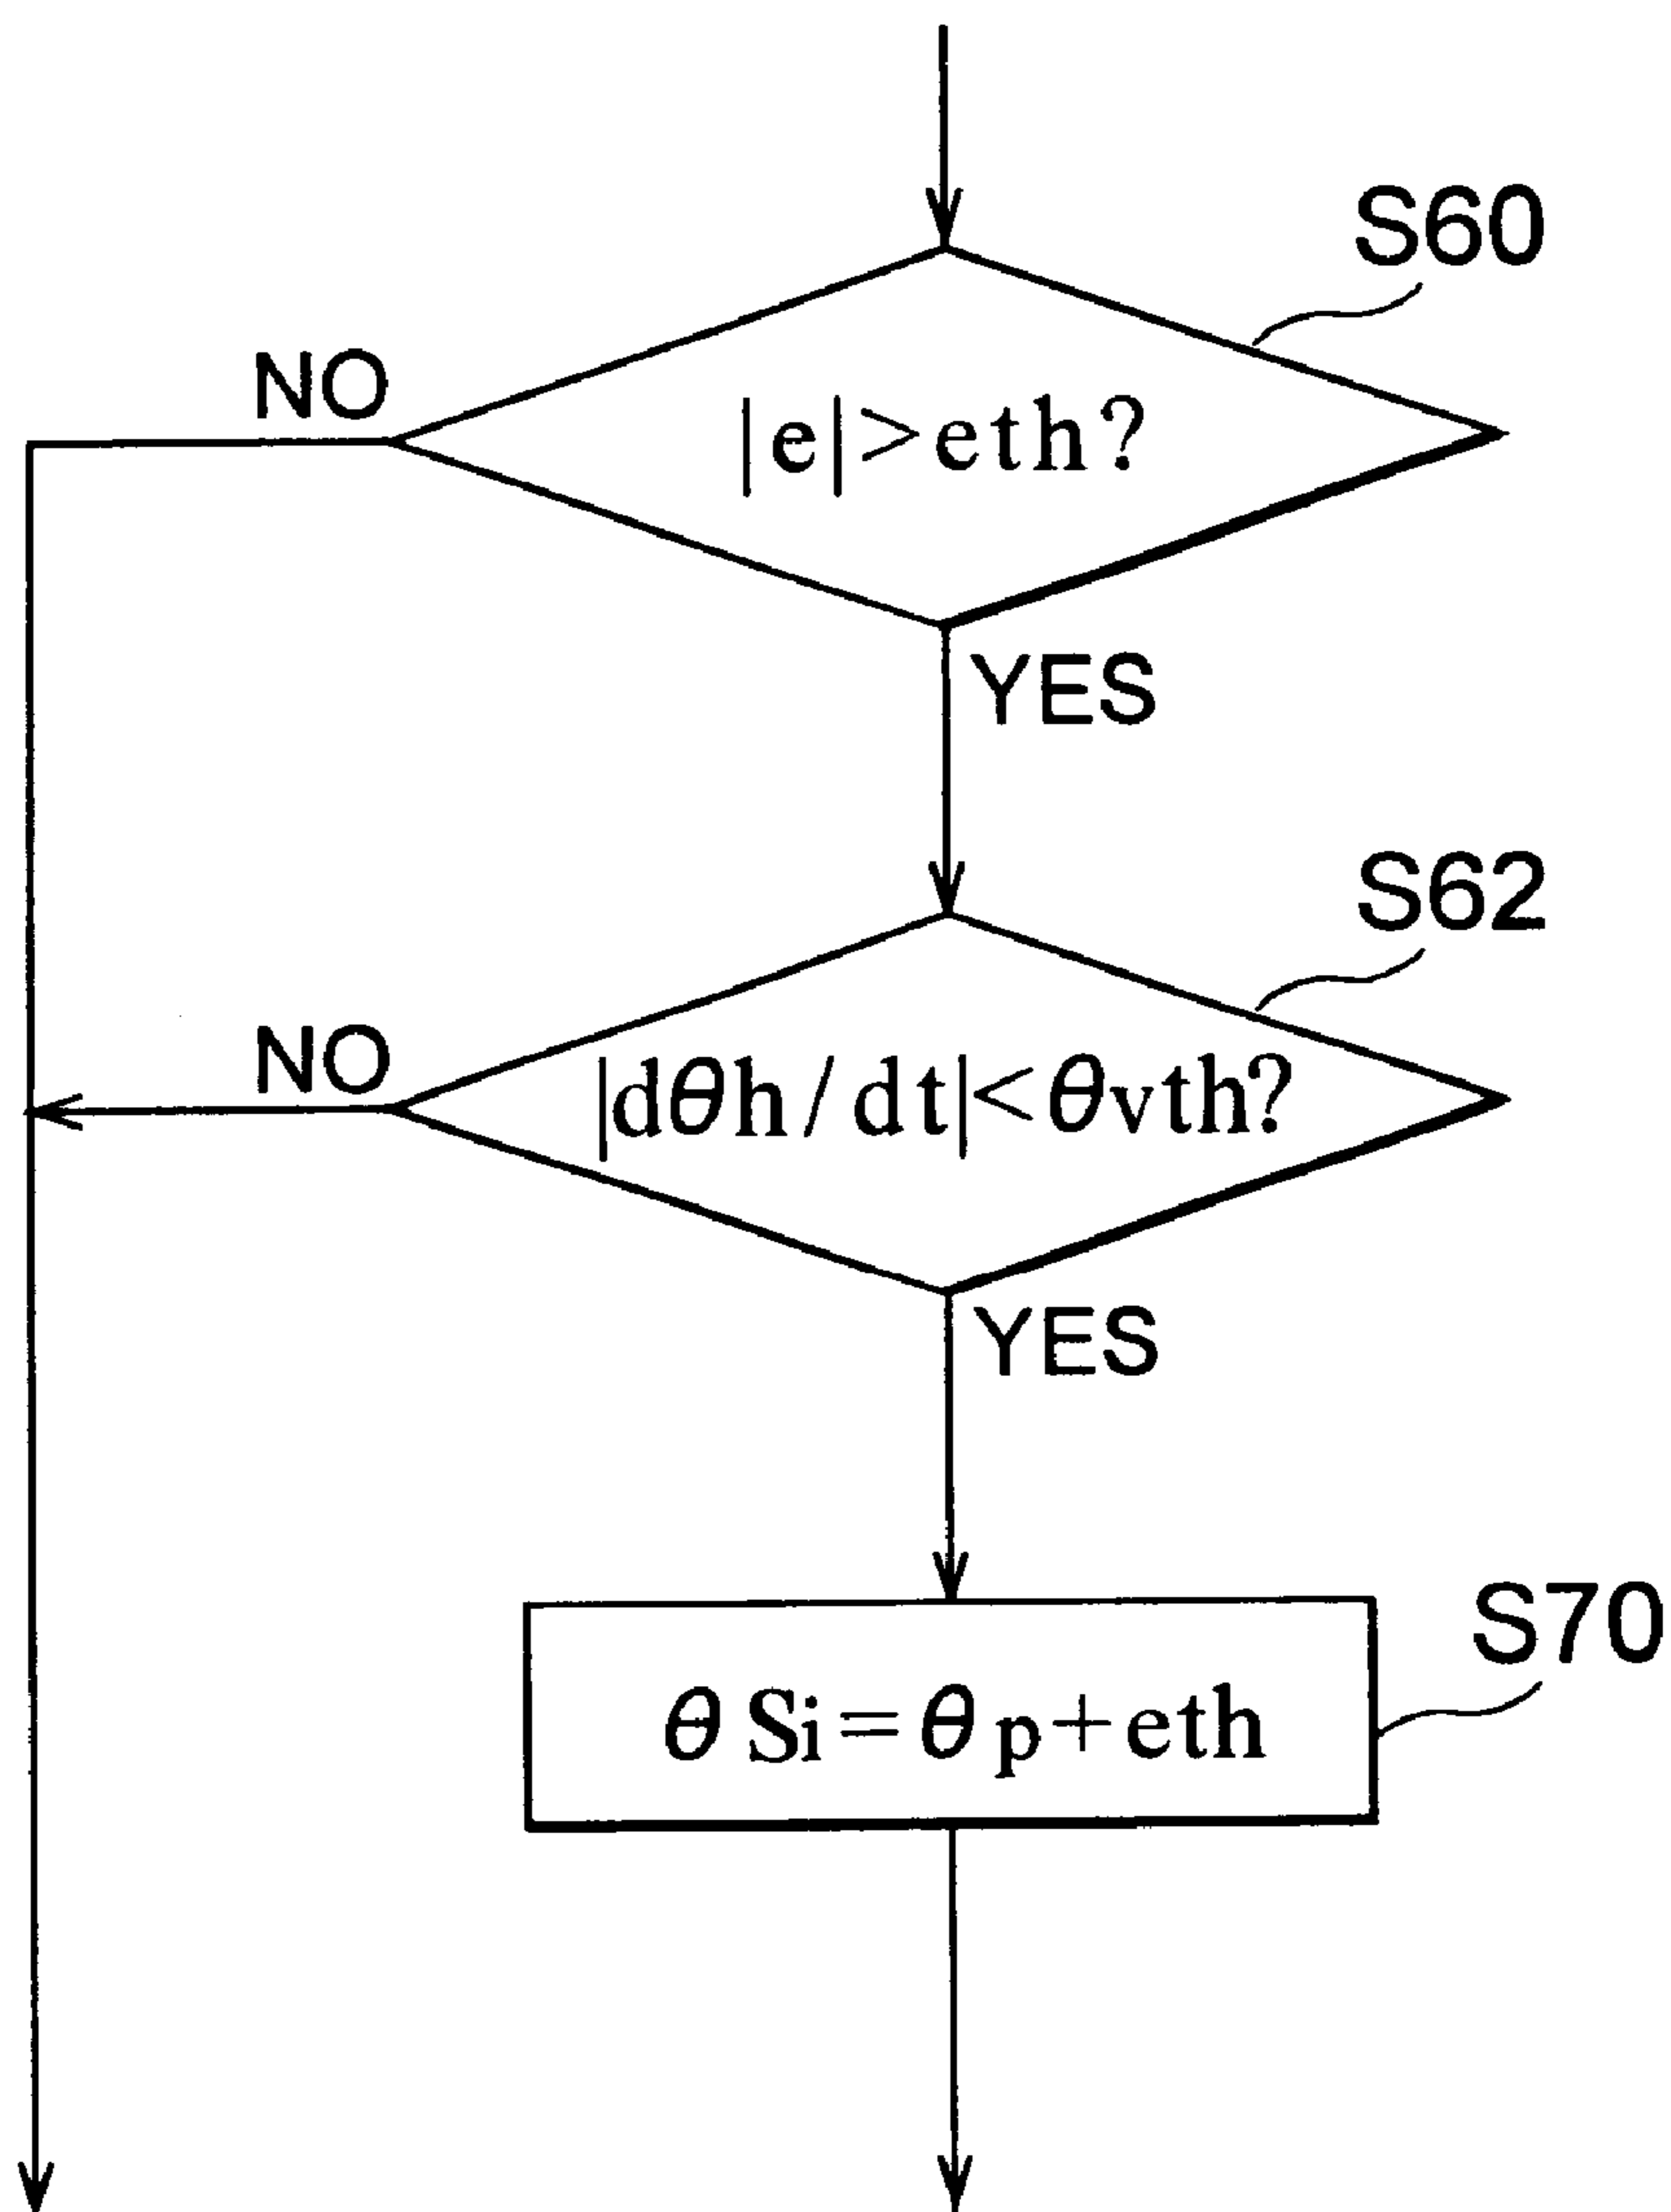 S60
NO
|e|>eth?
YES
S62
NO
|dθh/dt|<θvth?
YES
S70
θSi=θp+eth